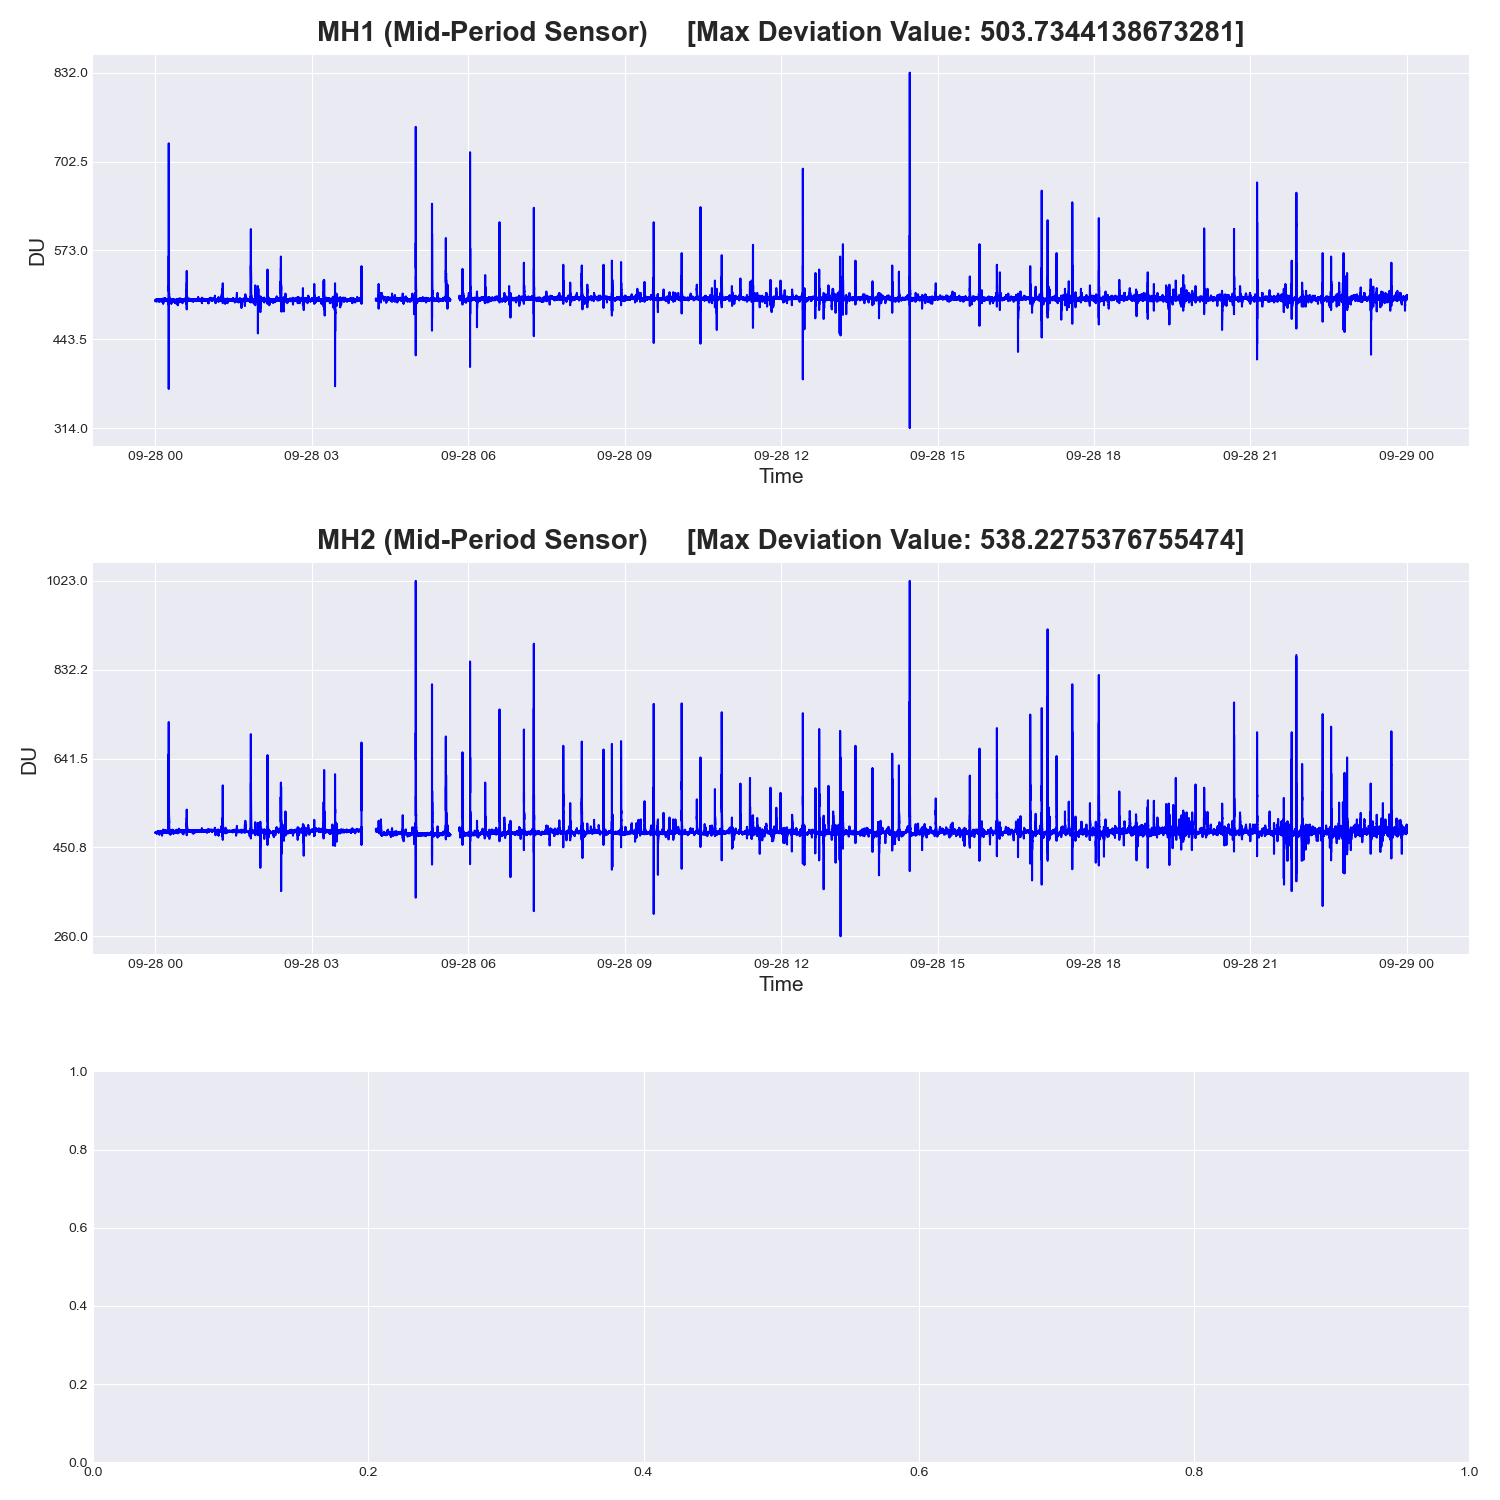 MH1 (Mid-Period Sensor) [Max Deviation Value: 503.7344138673281]
832.0
702.5
573.0
443.5
314.0
DU
09-28 00 09-28 03 09-28 06 09-28 09 09-28 12 09-28 15 09-28 18 09-28 21 09-29 00
Time
MH2 (Mid-Period Sensor) [Max Deviation Value: 538.2275376755474]
1023.0
832.2
641.5
450.8
260.0
DU
09-28 00 09-28 03 09-28 06 09-28 09 09-28 12 09-28 15 09-28 18 09-28 21 09-29 00
Time
1.0
0.8
0.6
0.4
0.2
0.0
0.0 0.2 0.4 0.6 0.8 1.0